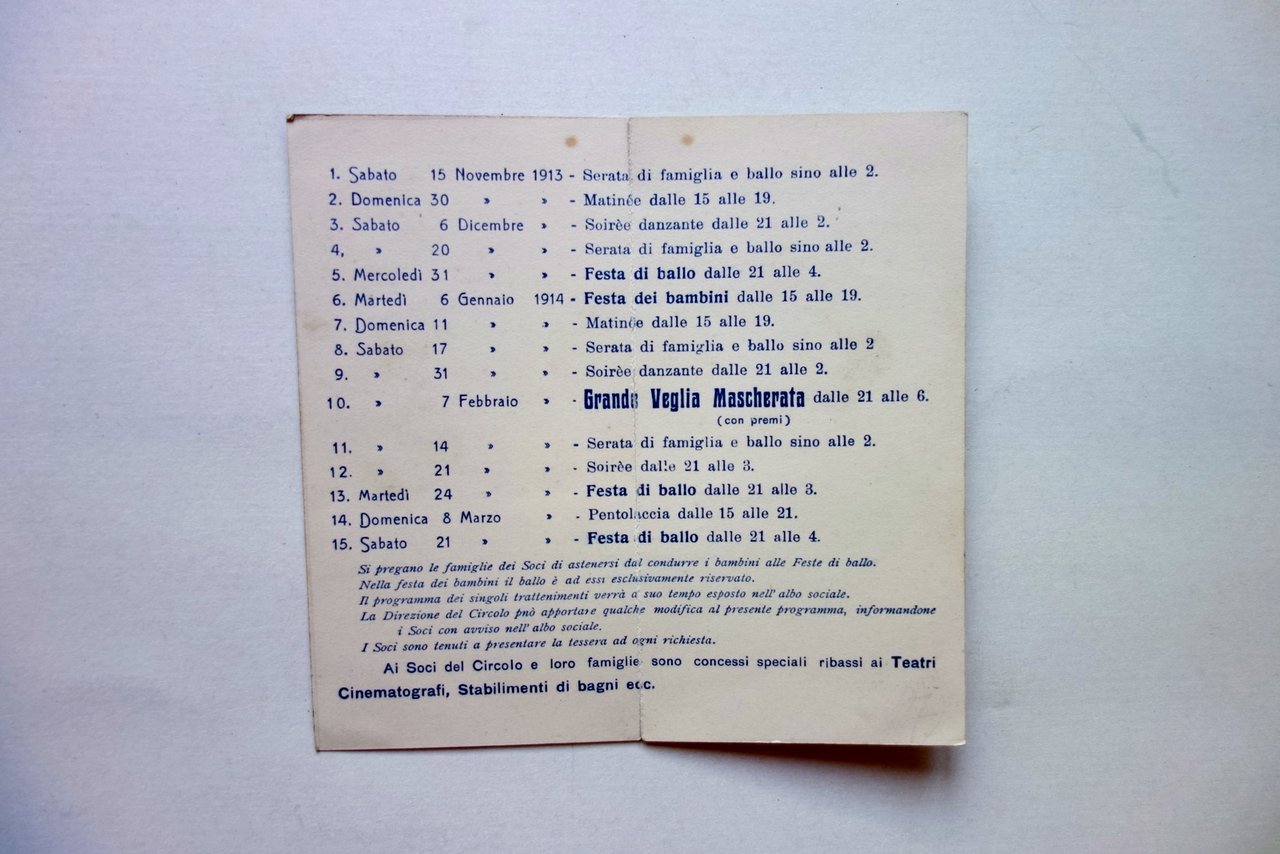 1. Sabato 15 Novembre 1913 - Serata di famiglia e ballo sino alle 2.
2. Domenica 30 » » - Matinée dalle 15 alle 19.
3. Sabato 6 Dicembre » - Soirèe danzante dalle 21 alle 2.
4, » 20 » » - Serata di famiglia e ballo sino alle 2.
5. Mercoledì 31 » » - Festa di ballo dalle 21 alle 4.
6. Martedì 6 Gennaio 1914 - Festa dei bambini dalle 15 alle 19.
7. Domenica 11 » » - Matinée dalle 15 alle 19.
8. Sabato 17 » » - Serata di famiglia e ballo sino alle 2
9. » 31 » » - Soirèe danzante dalle 21 alle 2.
10. » 7 Febbraio » - Grande Veglia Mascherata dalle 21 alle 6.
(con premi)
11. » 14 » » - Serata di famiglia e ballo sino alle 2.
12. » 21 » » - Soirèe dalle 21 alle 3.
13. Martedì 24 » » - Festa di ballo dalle 21 alle 3.
14. Domenica 8 Marzo » - Pentolaccia dalle 15 alle 21.
15. Sabato 21 » » - Festa di ballo dalle 21 alle 4.
Si pregano le famiglie dei Soci di astenersi dal condurre i bambini alle Feste di ballo.
Nella festa dei bambini il ballo è ad essi esclusivamente riservato.
Il programma dei singoli trattenimenti verrà a suo tempo esposto nell' albo sociale.
La Direzione del Circolo pnò apportare qualche modifica al presente programma, informandone
i Soci con avviso nell' albo sociale.
I Soci sono tenuti a presentare la tessera ad ogni richiesta.
Ai Soci del Circolo e loro famiglie sono concessi speciali ribassi ai Teatri
Cinematografi, Stabilimenti di bagni ecc.